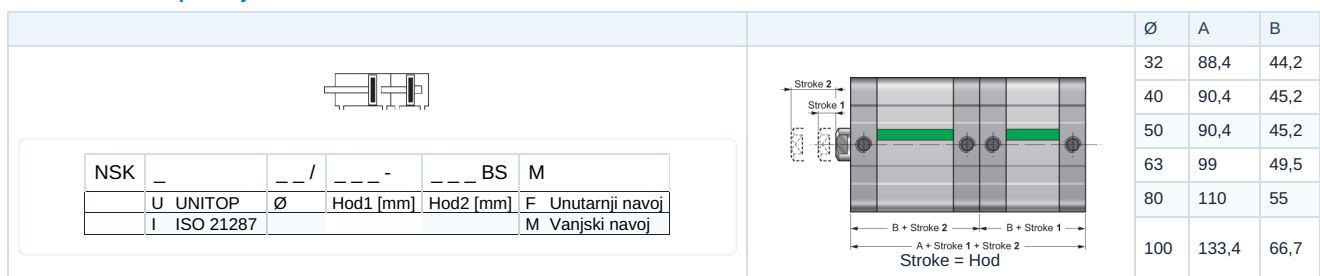 Ø A B
NSK _ _ _ / _ _ _ - _ _ _ BS M
U UNITOP Ø Hod1 [mm] Hod2 [mm] F Unutarnji navoj
I ISO 21287 M Vanjski navoj
Stroke 2
Stroke 1
B + Stroke 2 B + Stroke 1
A + Stroke 1 + Stroke 2
Stroke = Hod
32 88,4 44,2
40 90,4 45,2
50 90,4 45,2
63 99 49,5
80 110 55
100 133,4 66,7